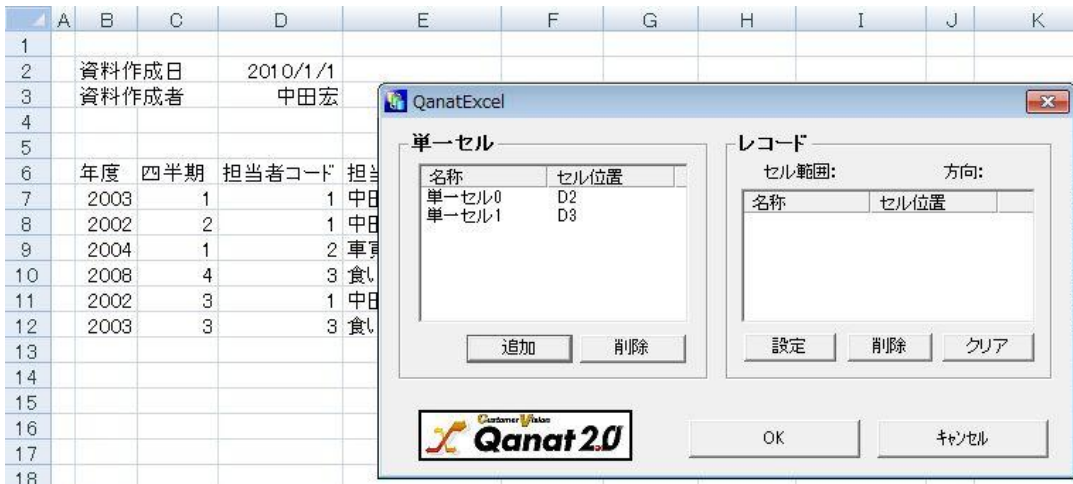 A B C D E F G H I J K
1
2 資料作成日 2010/1/1
3 資料作成者 中田宏
4
5
6 年度 四半期 担当者コード
7 2003 1 1 中田
8 2002 2 1 中田
9 2004 1 2
10 2008 4 3 食い
11 2002 3 1 中田
12 2003 3 3 食い
13
14
15
16
17
18
QanatExcel
単一セル
名称 セル位置
単一セル0 D2
単一セル1 D3
追加 削除
レコード
セル範囲: 方向:
名称 セル位置
設定 削除 クリア
Customer Vision
Qanat 2.0
OK キャンセル